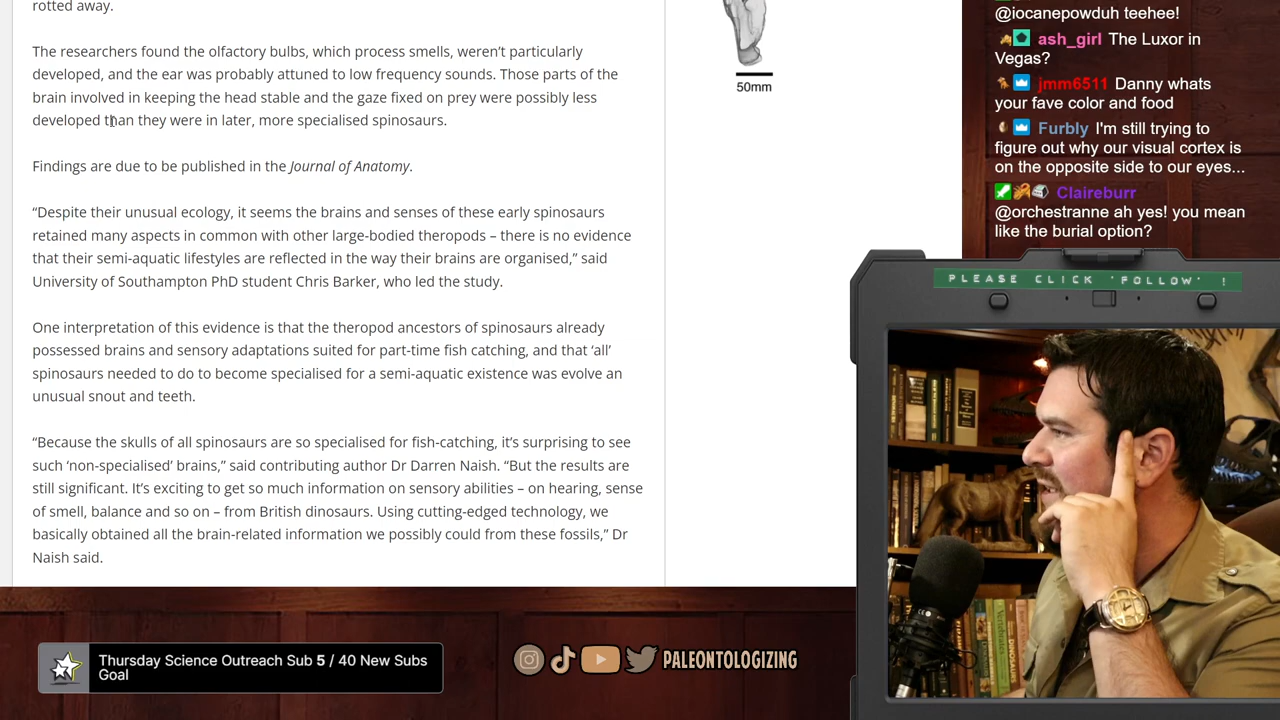 rotted away.
The researchers found the olfactory bulbs, which process smells, weren’t particularly
developed, and the ear was probably attuned to low frequency sounds. Those parts of the
brain involved in keeping the head stable and the gaze fixed on prey were possibly less
developed than they were in later, more specialised spinosaurs.
Findings are due to be published in the Journal of Anatomy.
“Despite their unusual ecology, it seems the brains and senses of these early spinosaurs
retained many aspects in common with other large-bodied theropods – there is no evidence
that their semi-aquatic lifestyles are reflected in the way their brains are organised,” said
University of Southampton PhD student Chris Barker, who led the study.
One interpretation of this evidence is that the theropod ancestors of spinosaurs already
possessed brains and sensory adaptations suited for part-time fish catching, and that ‘all’
spinosaurs needed to do to become specialised for a semi-aquatic existence was evolve an
unusual snout and teeth.
“Because the skulls of all spinosaurs are so specialised for fish-catching, it’s surprising to see
such ‘non-specialised’ brains,” said contributing author Dr Darren Naish. “But the results are
still significant. It’s exciting to get so much information on sensory abilities – on hearing, sense
of smell, balance and so on – from British dinosaurs. Using cutting-edged technology, we
basically obtained all the brain-related information we possibly could from these fossils,” Dr
Naish said.
50mm
@iocanepowduh teehee!
ash_girl The Luxor in
Vegas?
jmm6511 Danny whats
your fave color and food
Furbly I'm still trying to
figure out why our visual cortex is
on the opposite side to our eyes...
Claireburr
@orchestranne ah yes! you mean
like the burial option?
PLEASE CLICK 'FOLLOW' !
Thursday Science Outreach Sub 5 / 40 New Subs
Goal
PALEONTOLOGIZING